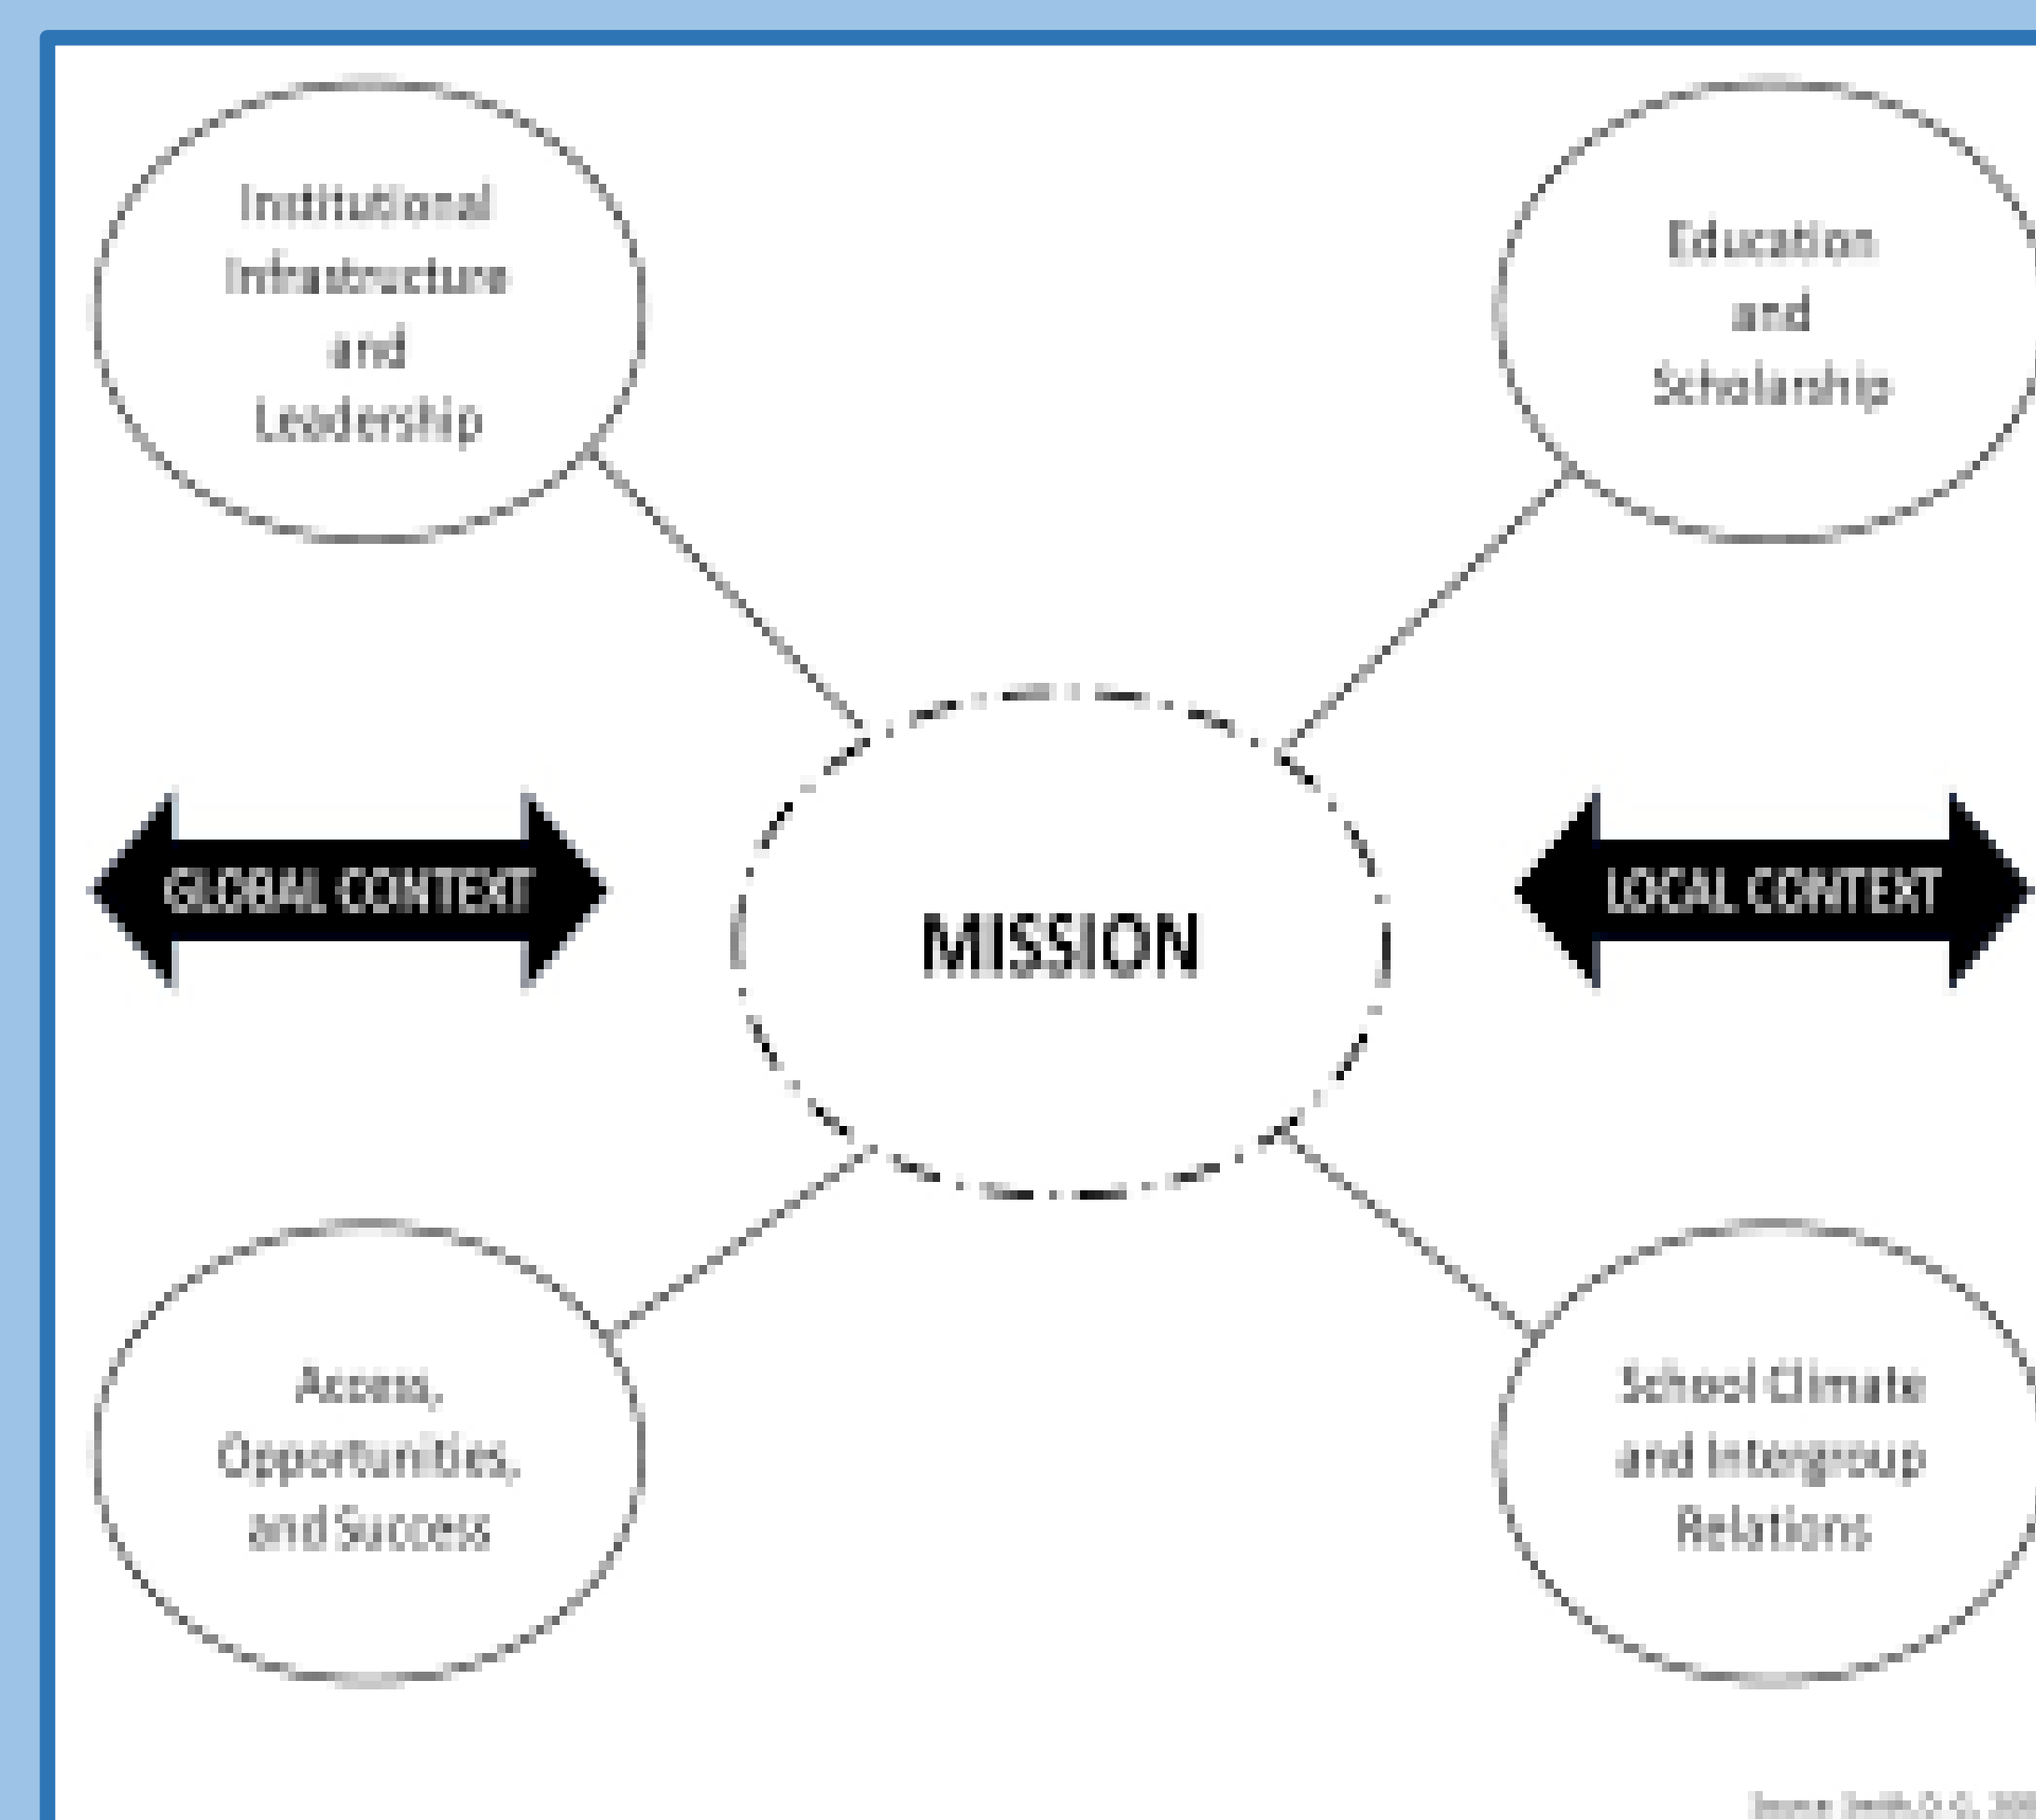 Institutional
Infrastructure
and
Leadership
Education
and
Scholarship
GLOBAL CONTEXT
MISSION
LOCAL CONTEXT
Access,
Opportunities,
and Success
School Climate
and Intergroup
Relations